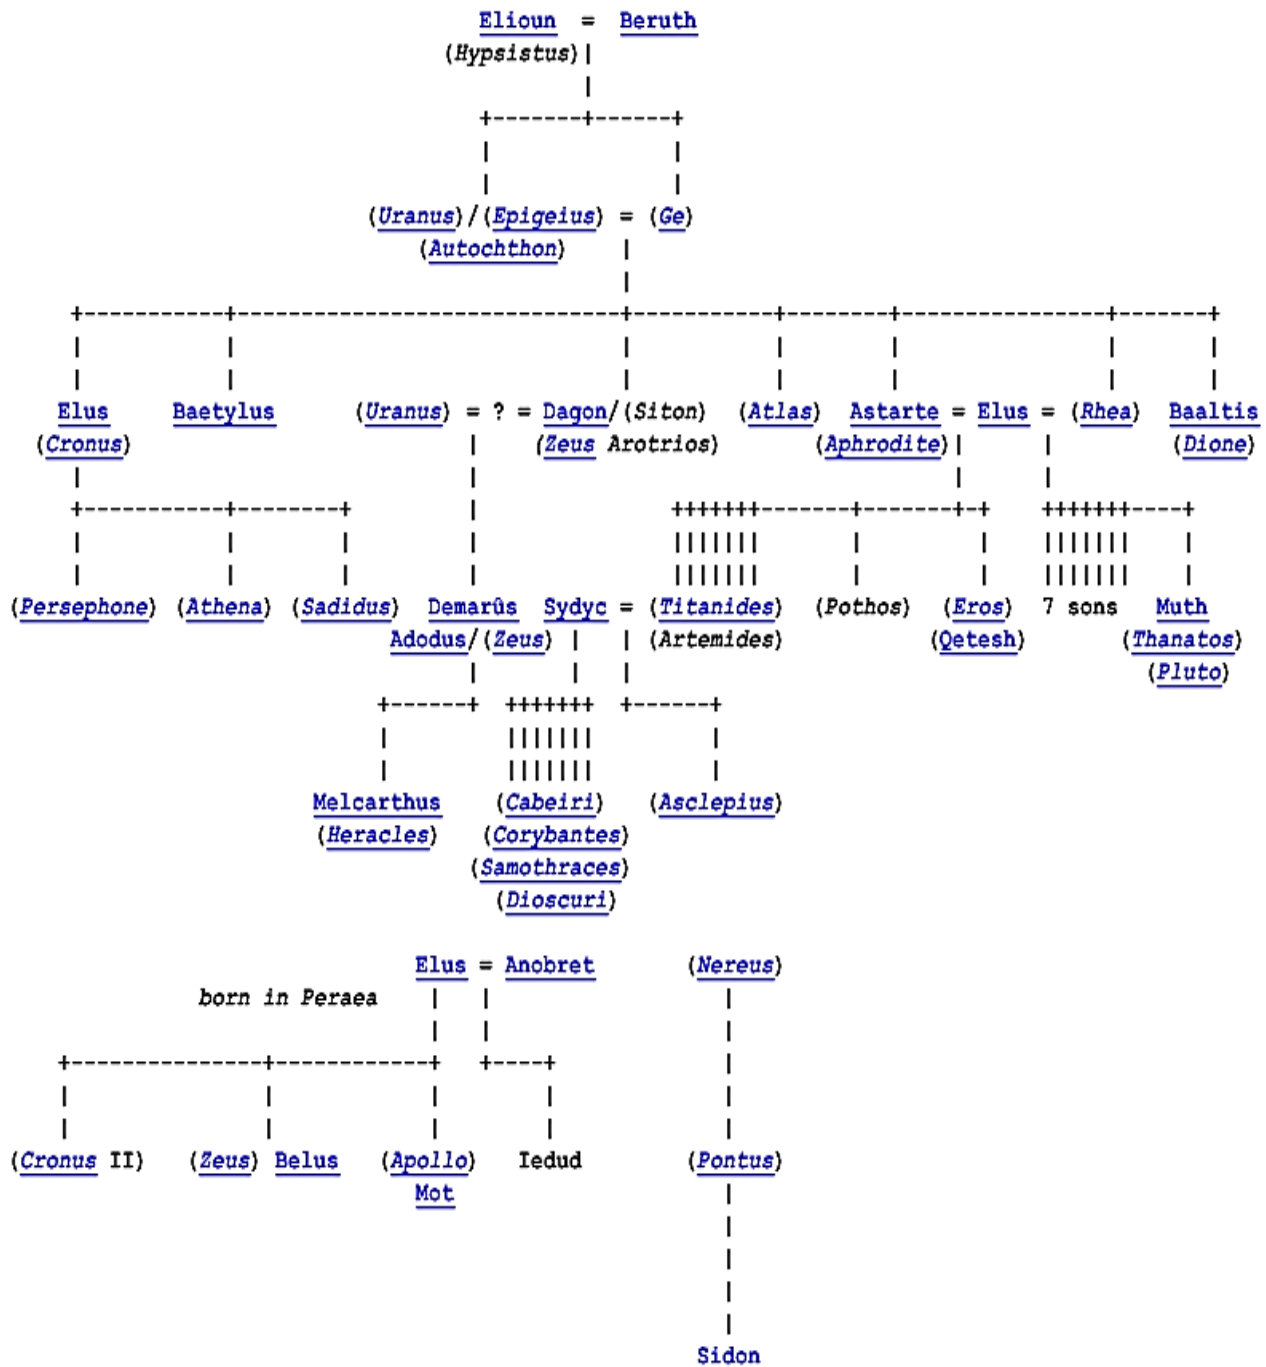 Elioun = Beruth
(Hypsistus)
(Uranus)/(Epigeius) = (Ge)
(Autochthon)
Elus Baetylus (Uranus) = ? = Dagon/(Siton) (Atlas) Astarte = Elus = (Rhea) Baaltis
(Cronus) (Zeus Arotrios) (Aphrodite) (Dione)
(Persephone) (Athena) (Sadidus) Demarûs Sydyc = (Titanides) (Pothos) (Eros) 7 sons Muth
Adodus/(Zeus) (Artemides) (Qetesh) (Thanatos)
(Pluto)
Melcarthus (Cabeiri) (Asclepius)
(Heracles) (Corybantes)
(Samothraces)
(Dioscuri)
Elus = Anobret (Nereus)
born in Peraea
(Cronus II) (Zeus) Belus (Apollo) Iedud (Pontus)
Mot
Sidon